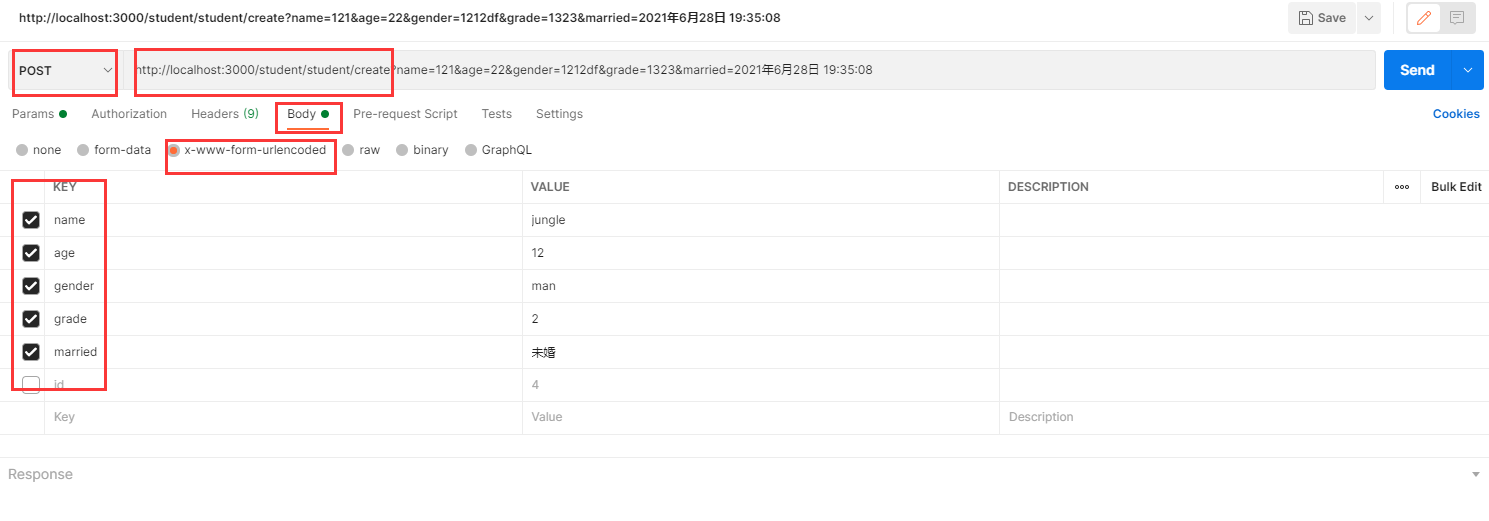 http://localhost:3000/student/student/create?name=121&age=22&gender=1212df&grade=1323&married=2021年6月28日 19:35:08
Save
POST
http://localhost:3000/student/student/create?name=121&age=22&gender=1212df&grade=1323&married=2021年6月28日 19:35:08
Send
Params Authorization Headers (9) Body Pre-request Script Tests Settings Cookies
none form-data x-www-form-urlencoded raw binary GraphQL
KEY VALUE DESCRIPTION Bulk Edit
name jungle
age 12
gender man
grade 2
married 未婚
id 4
Key Value Description
Response